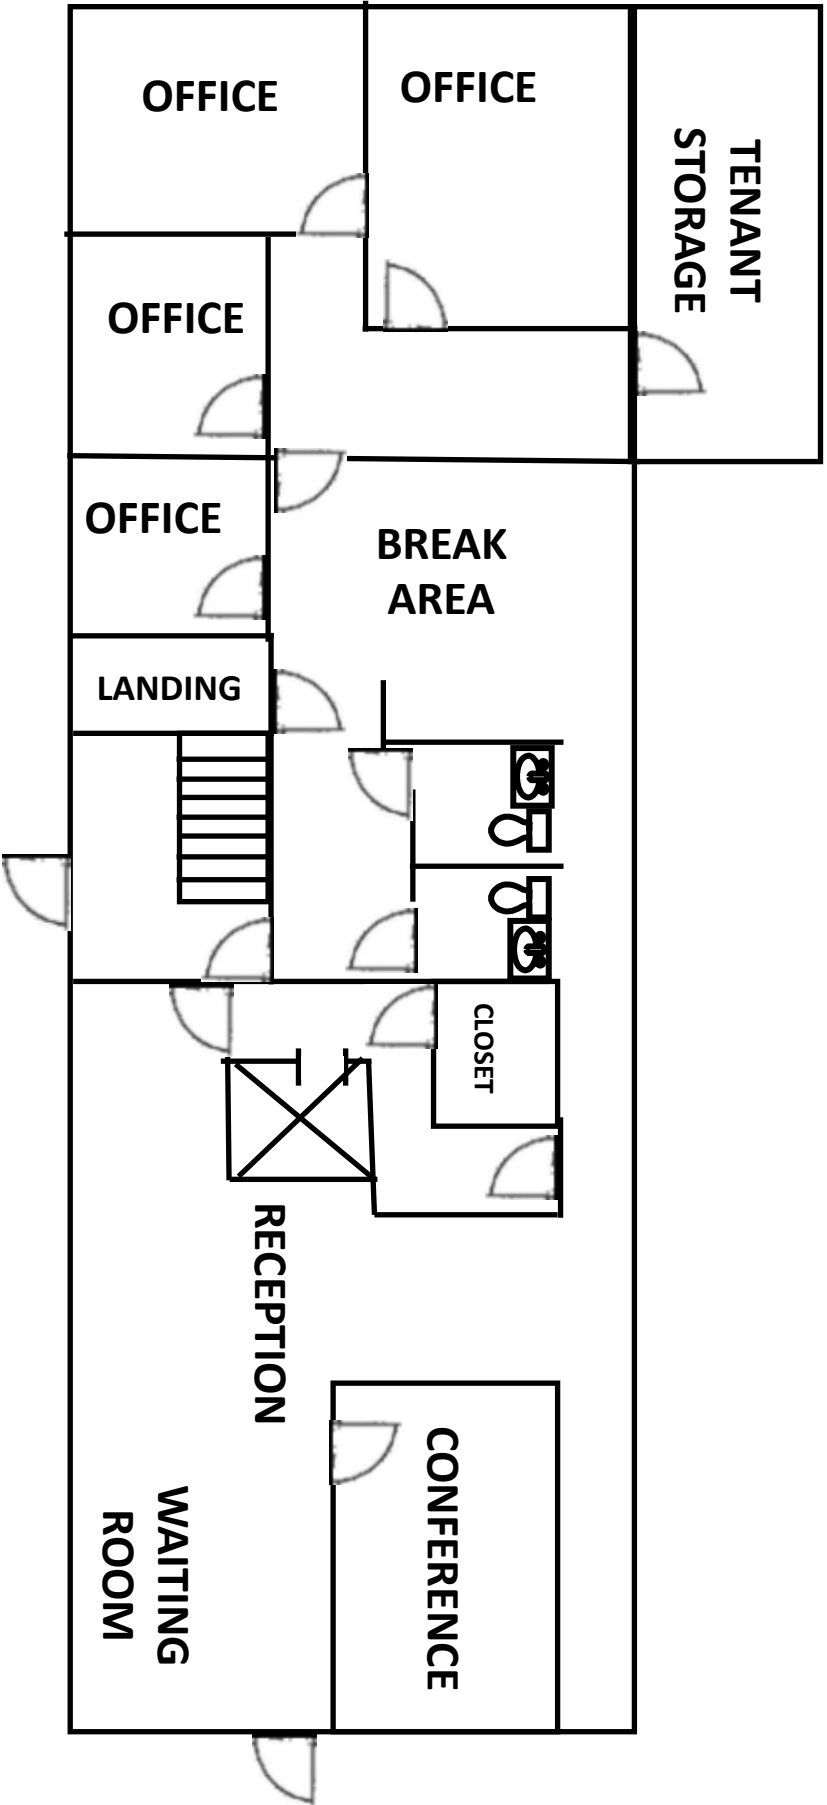 OFFICE
OFFICE
TENANT
STORAGE
OFFICE
OFFICE
BREAK
AREA
LANDING
CLOSET
RECEPTION
CONFERENCE
WAITING
ROOM